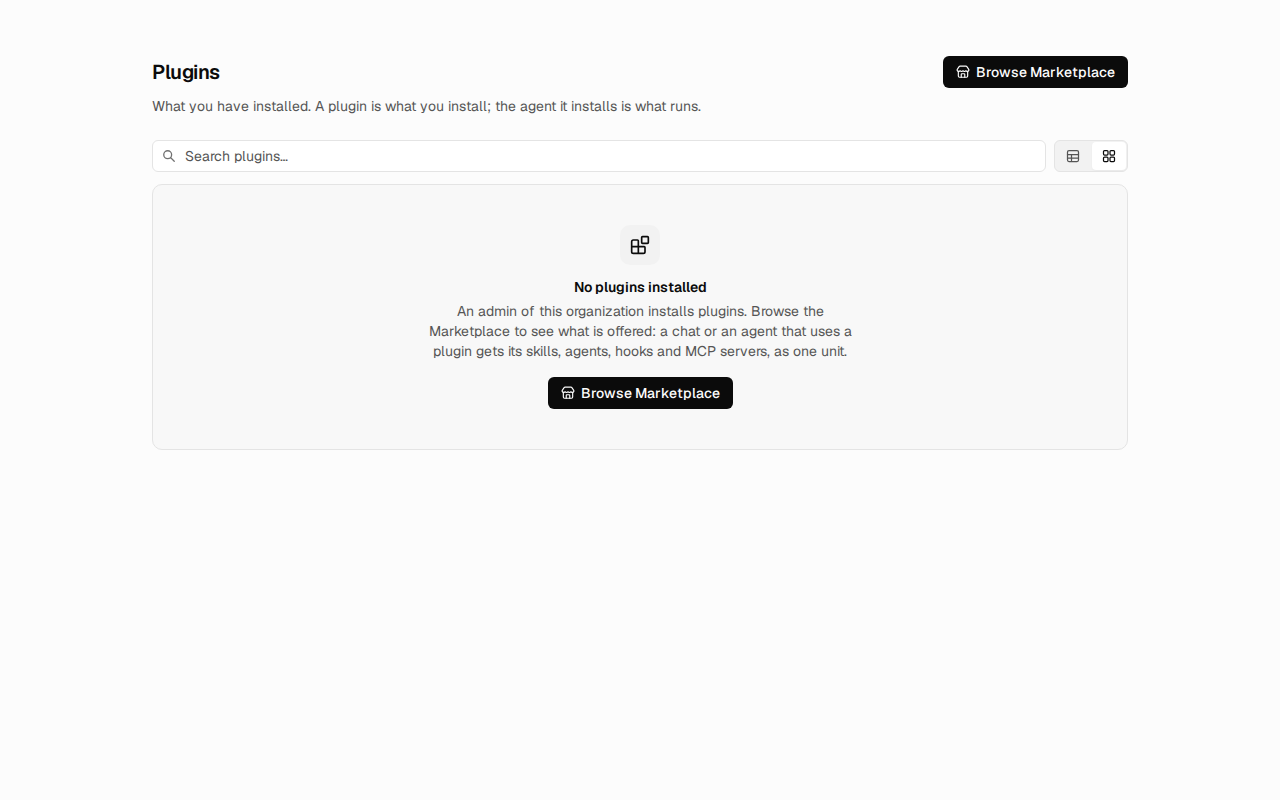 Plugins
Browse Marketplace
What you have installed. A plugin is what you install; the agent it installs is what runs.
Search plugins...
No plugins installed
An admin of this organization installs plugins. Browse the
Marketplace to see what is offered: a chat or an agent that uses a
plugin gets its skills, agents, hooks and MCP servers, as one unit.
Browse Marketplace